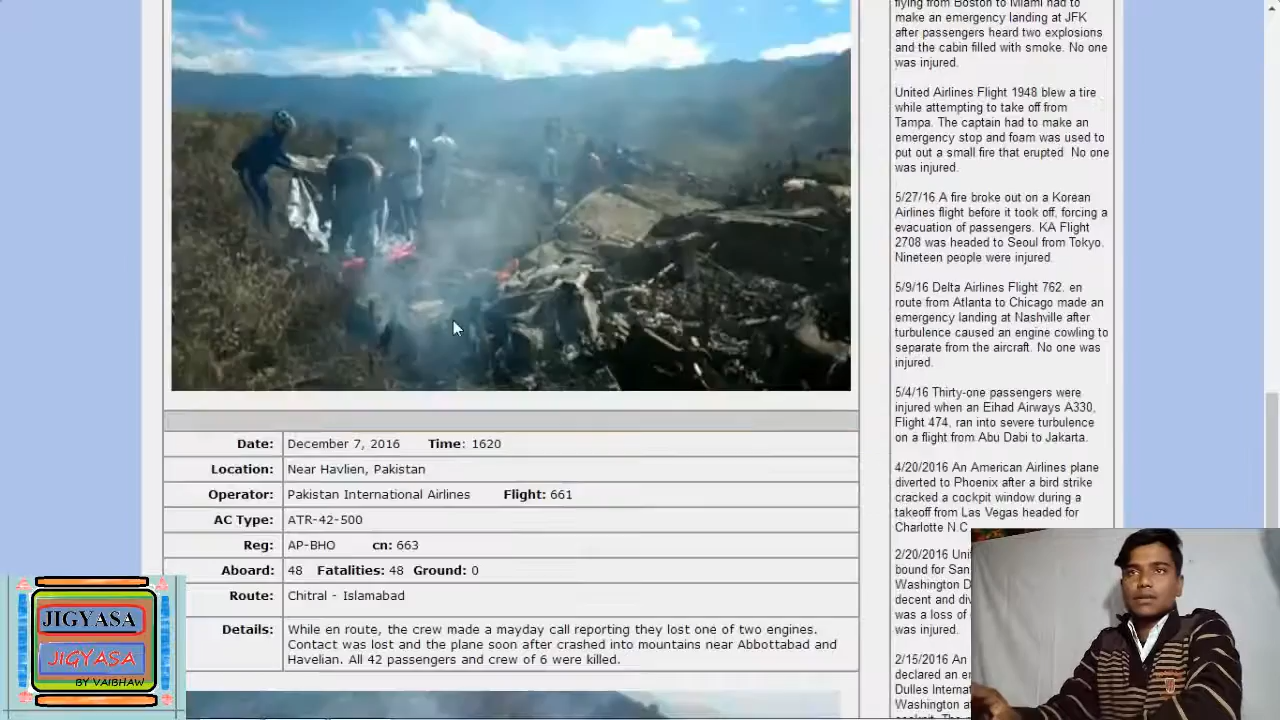 flying from Boston to Miami had to
make an emergency landing at JFK
after passengers heard two explosions
and the cabin filled with smoke. No one
was injured.
United Airlines Flight 1948 blew a tire
while attempting to take off from
Tampa. The captain had to make an
emergency stop and foam was used to
put out a small fire that erupted. No one
was injured.
5/27/16 A fire broke out on a Korean
Airlines flight before it took off, forcing a
evacuation of passengers. KA Flight
2708 was headed to Seoul from Tokyo.
Nineteen people were injured.
5/9/16 Delta Airlines Flight 762. en
route from Atlanta to Chicago made an
emergency landing at Nashville after
turbulence caused an engine cowling to
separate from the aircraft. No one was
injured.
5/4/16 Thirty-one passengers were
injured when an Eihad Airways A330,
Flight 474, ran into severe turbulence
on a flight from Abu Dabi to Jakarta.
4/20/2016 An American Airlines plane
diverted to Phoenix after a bird strike
cracked a cockpit window during a
takeoff from Las Vegas headed for
Charlotte N C
2/20/2016
bound for San
Washington D
decent and
was a loss of
was injured.
2/15/2016 An
declared an
Dulles
Washington
Date: December 7, 2016 Time: 1620
Location: Near Havlien, Pakistan
Operator: Pakistan International Airlines Flight: 661
AC Type: ATR-42-500
Reg: AP-BHO cn: 663
Aboard: 48 Fatalities: 48 Ground: 0
Route: Chitral - Islamabad
Details: While en route, the crew made a mayday call reporting they lost one of two engines.
Contact was lost and the plane soon after crashed into mountains near Abbottabad and
Havelian. All 42 passengers and crew of 6 were killed.
JIGYASA
JIGYASA
BY VAIBHAW